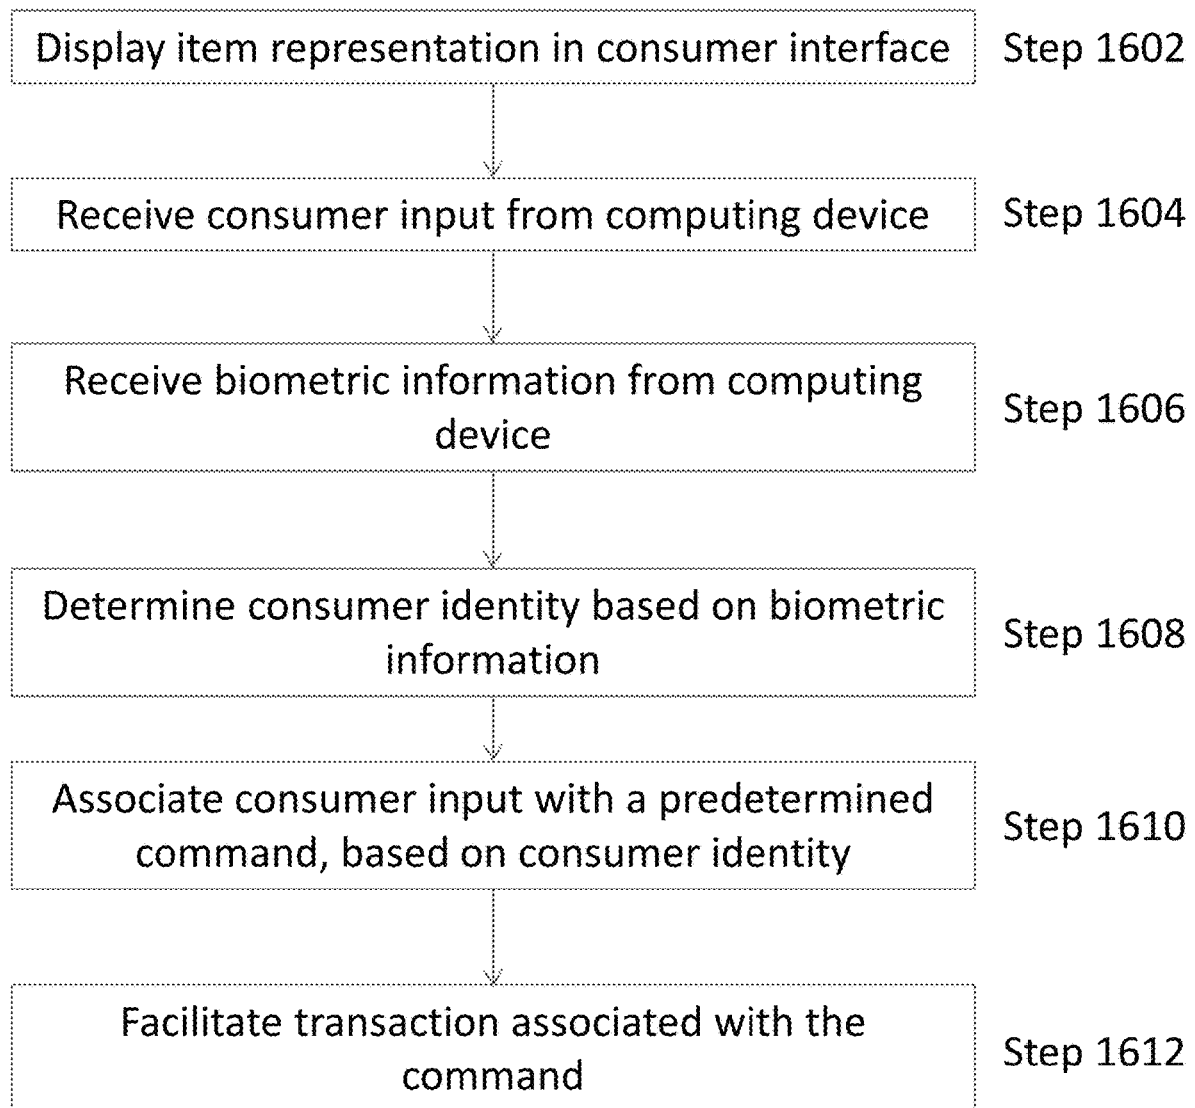 Display item representation in consumer interface Step 1602
Receive consumer input from computing device Step 1604
Receive biometric information from computing
device
Step 1606
Determine consumer identity based on biometric
information
Step 1608
Associate consumer input with a predetermined
command, based on consumer identity
Step 1610
Facilitate transaction associated with the
command
Step 1612